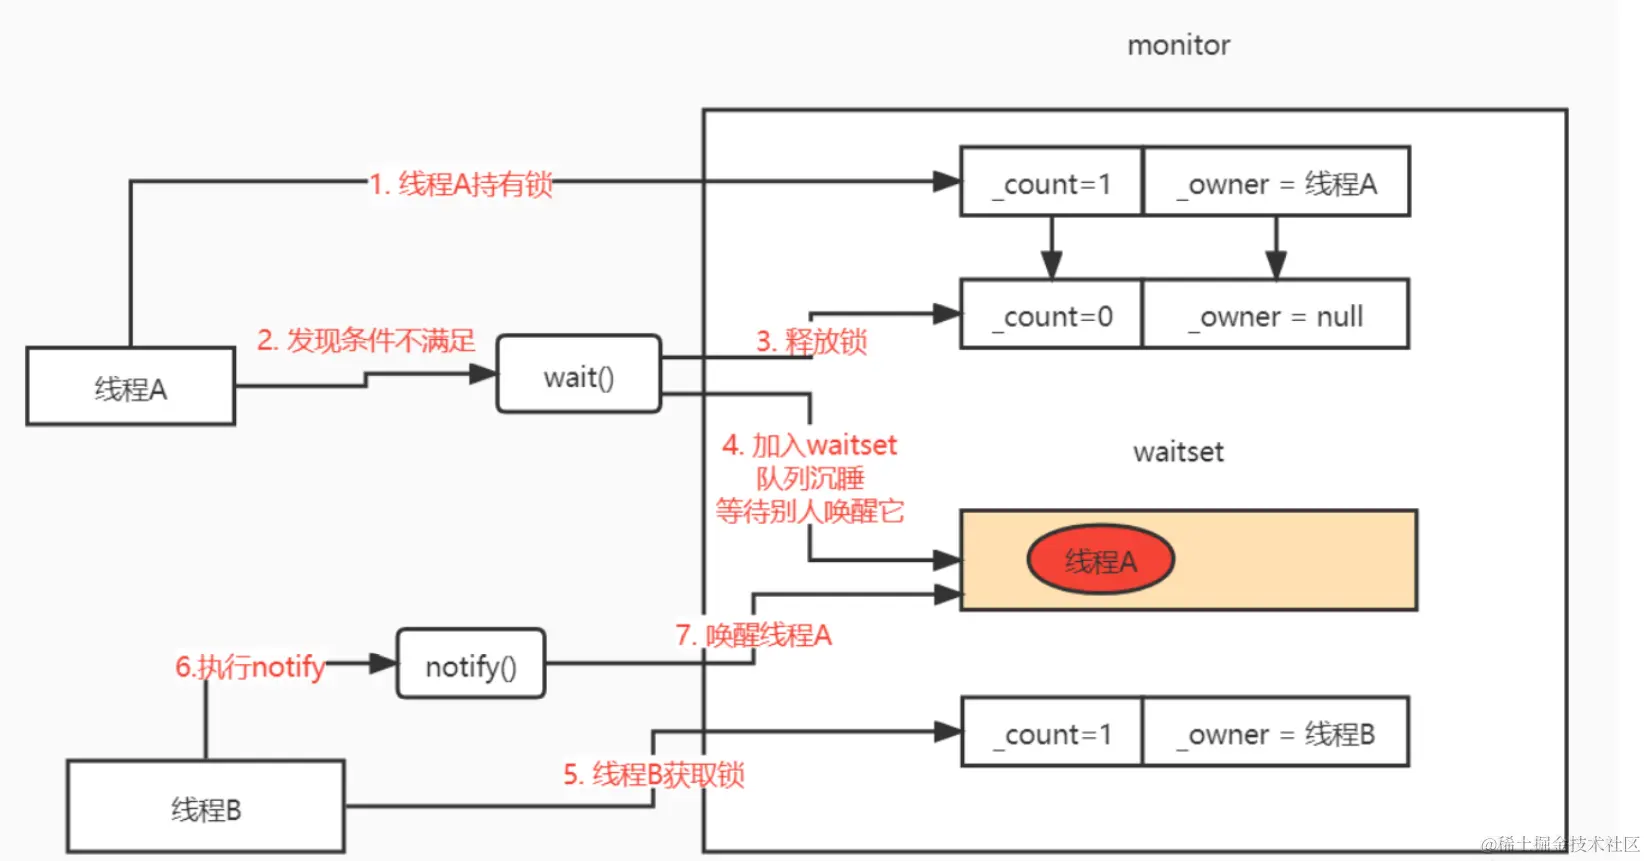 monitor
1. 线程A持有锁
_count=1
_owner = 线程A
2. 发现条件不满足
_count=0
_owner = null
3. 释放锁
线程A
wait()
4. 加入waitset
队列沉睡
等待别人唤醒它
waitset
线程A
7. 唤醒线程A
6.执行notify
notify()
_count=1
_owner = 线程B
5. 线程B获取锁
线程B
@稀土掘金技术社区